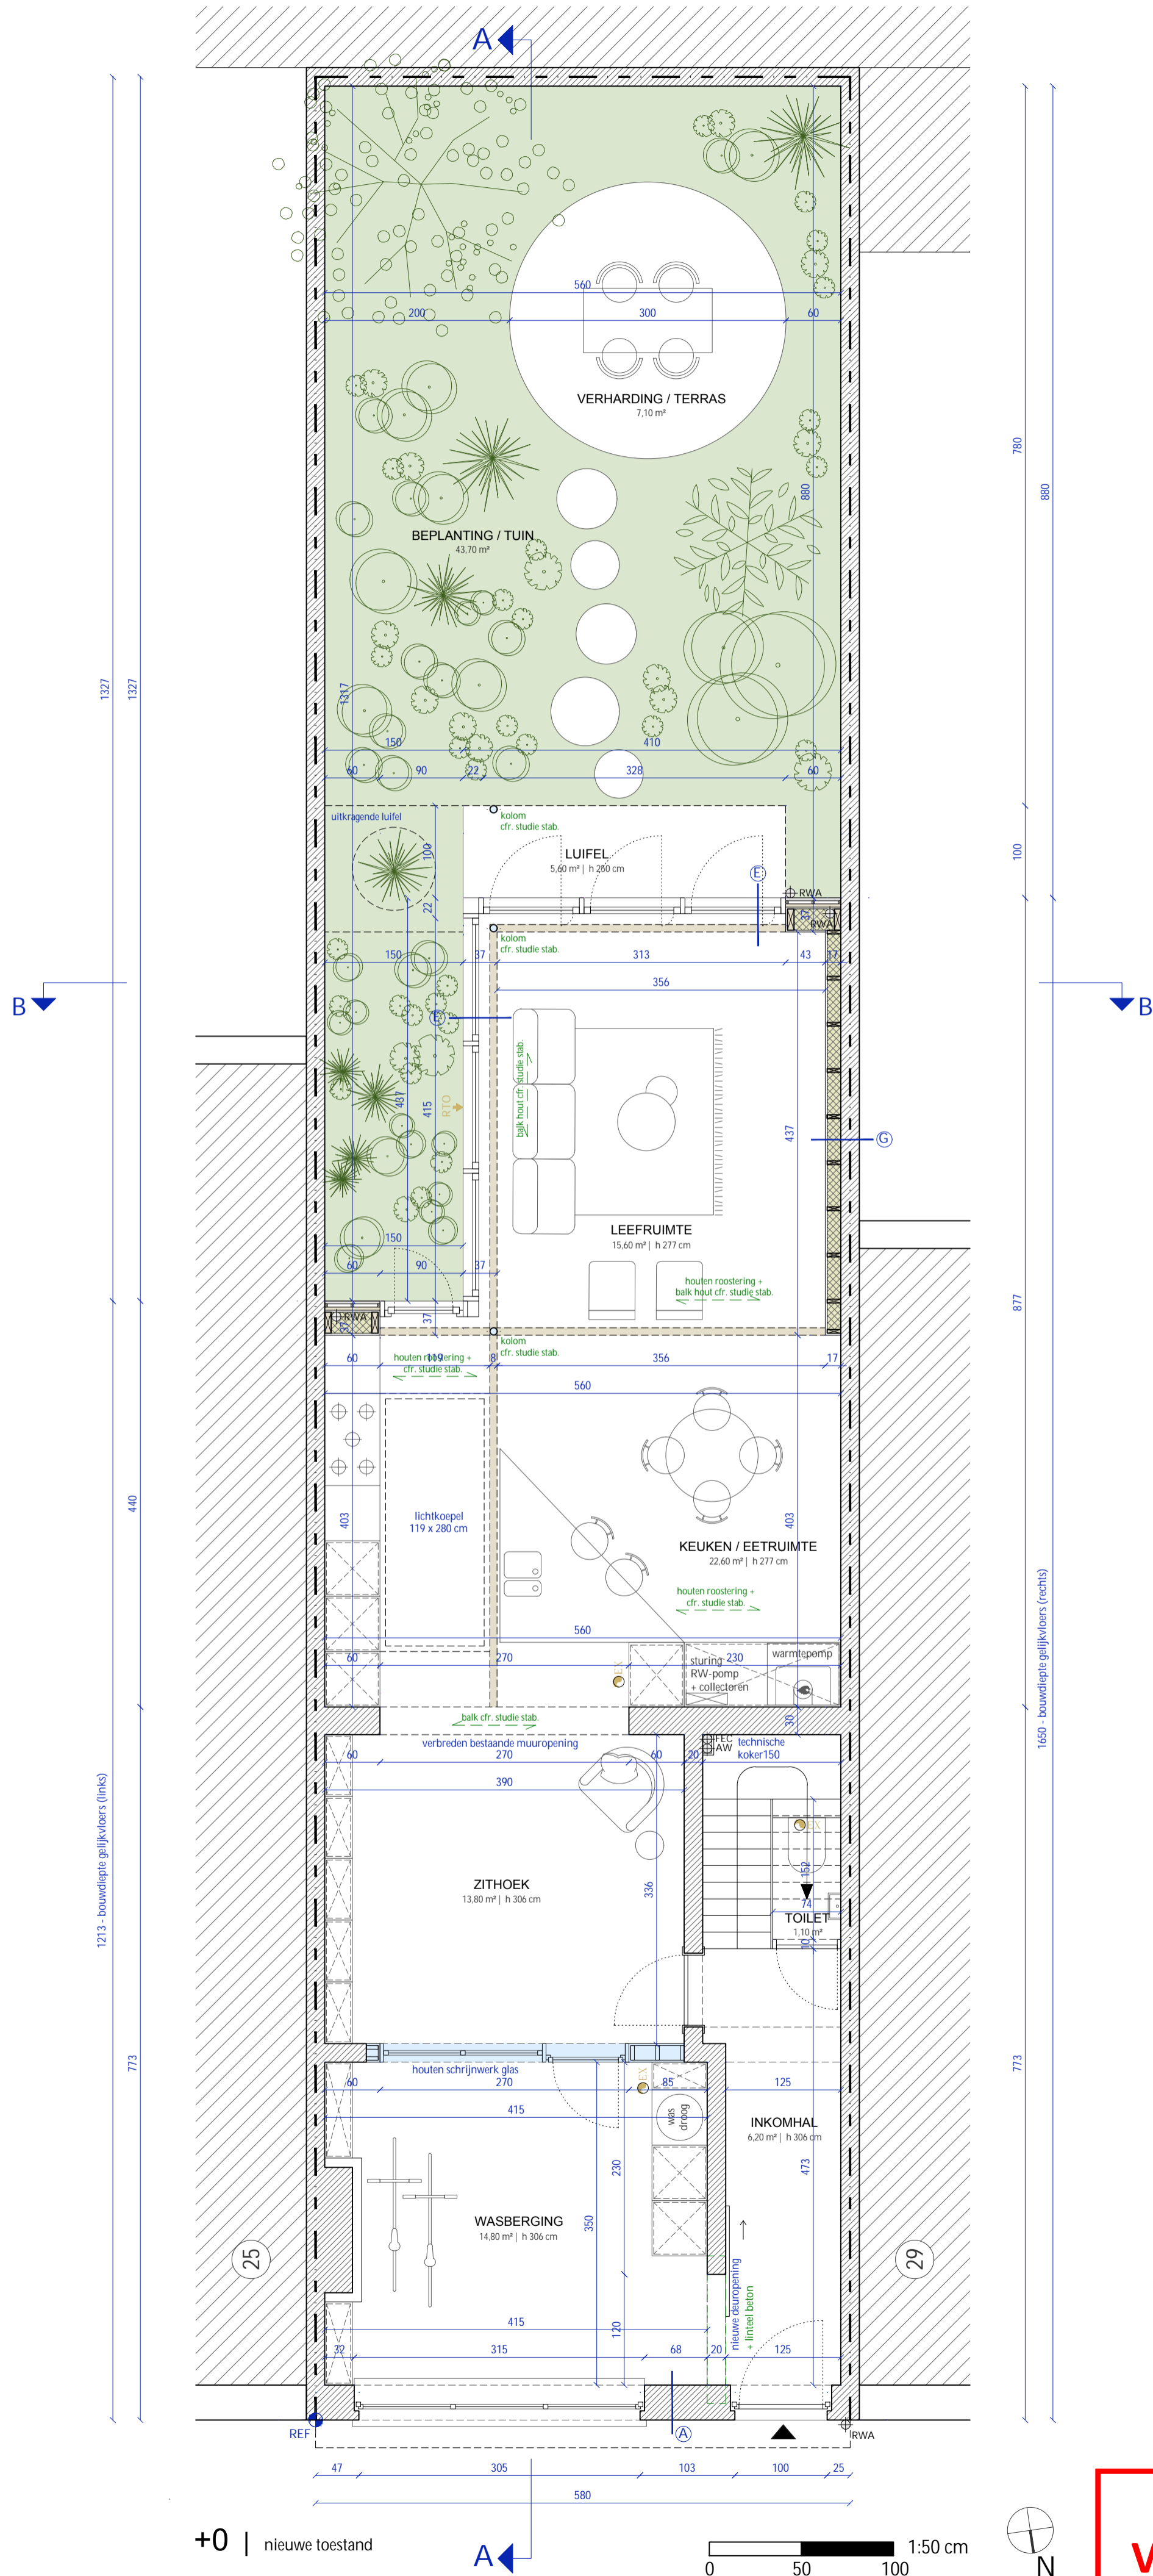 A
560
200
300
60
VERHARDING / TERRAS
7,10 m²
780
880
880
BEPLANTING / TUIN
43,70 m²
1327
1327
1317
150
410
60
90
22
328
60
uitkragende luifel
kolom
cfr. studie stab.
100
LUIFEL
5,60 m² | h 250 cm
100
E
RWA
22
37
RWA
kolom
cfr. studie stab.
150
37
313
43
17
356
B
B
E
balk hout cfr. studie stab.
437
415
RTO
437
G
LEEFRUIMTE
15,60 m² | h 277 cm
150
60
90
37
houten roostering +
balk hout cfr. studie stab.
877
RWA
37
37
kolom
cfr. studie stab.
houten roostering +
cfr. studie stab.
60
119
8
356
17
560
440
403
lichtkoepel
119 x 280 cm
403
KEUKEN / EETRUIMTE
22,60 m² | h 277 cm
houten roostering +
cfr. studie stab.
1650 - bouwdiepte gelijkvloers (rechts)
560
60
270
230
EX
sturing
RW-pomp
+ collectoren
warmtepomp
30
balk cfr. studie stab.
verbreden bestaande muuropening
FEC
AW
technische
koker
150
60
270
60
20
390
1213 - bouwdiepte gelijkvloers (links)
EX
152
ZITHOEK
13,80 m² | h 306 cm
336
74
TOILET
1,10 m²
10
773
773
houten schrijnwerk glas
EX
60
270
85
125
415
was
droog
INKOMHAL
6,20 m² | h 306 cm
230
473
WASBERGING
14,80 m² | h 306 cm
350
25
29
nieuwe deuropening
+ linteel beton
415
120
32
315
68
20
125
REF
A
RWA
47
305
103
100
25
580
+0 | nieuwe toestand
A
1:50 cm
0
50
100
N
V